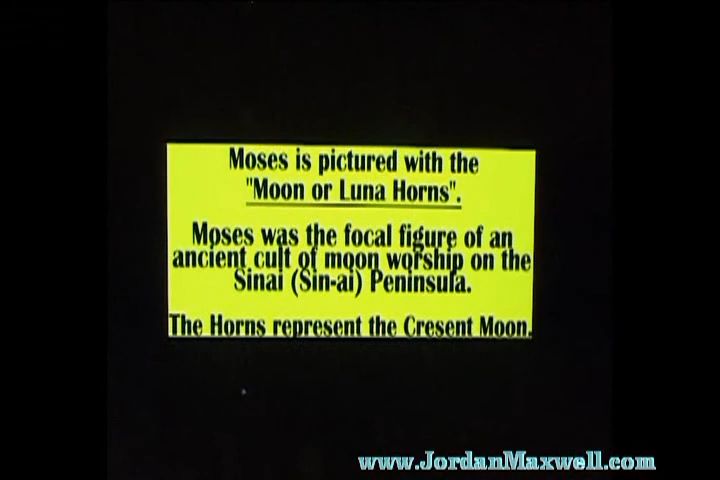 Moses is pictured with the
"Moon or Luna Horns".
Moses was the focal figure of an
ancient cult of moon worship on the
Sinai (Sin-ai) Peninsula.
The Horns represent the Cresent Moon.
www.JordanMaxwell.com